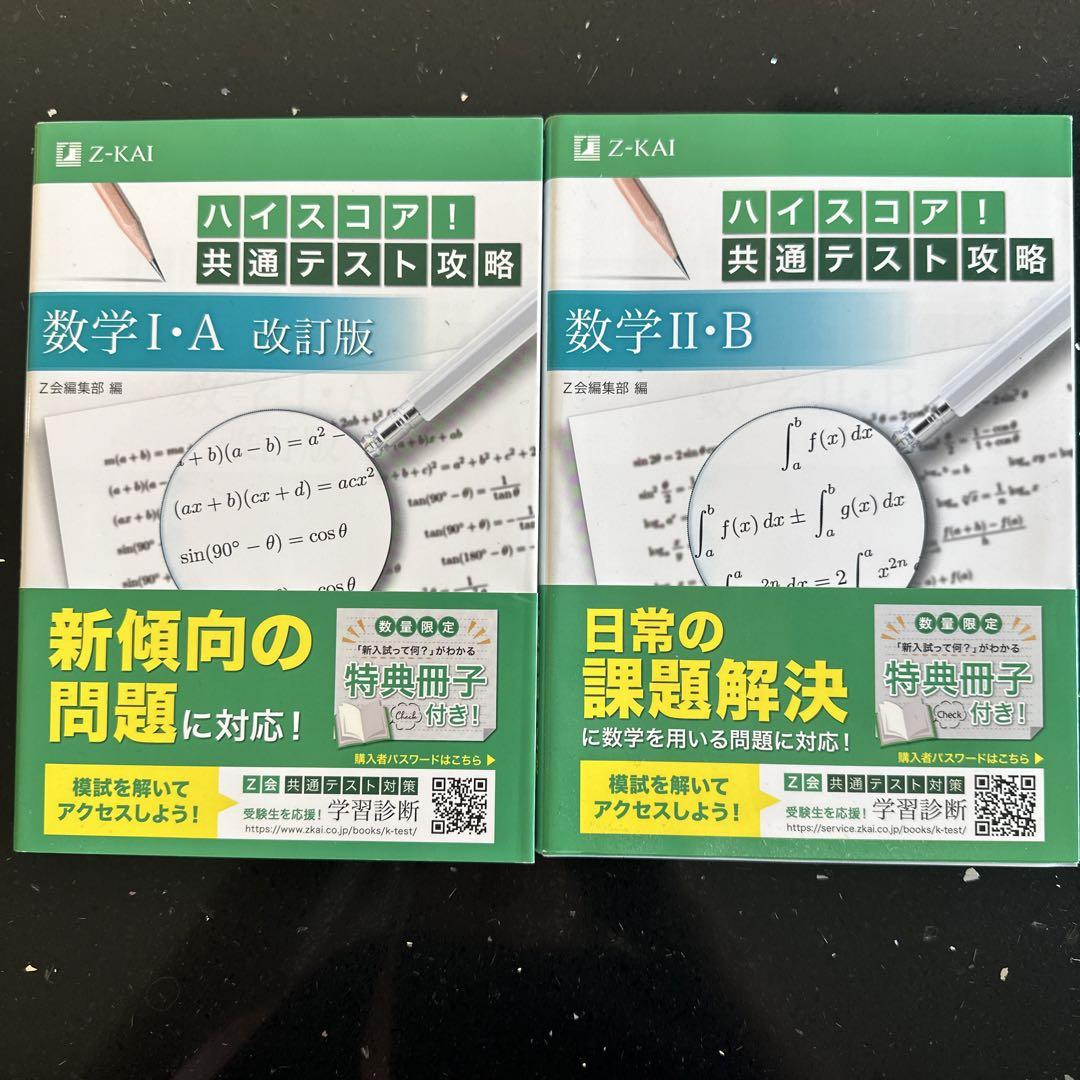 Z-KAI
ハイスコア！
共通テスト攻略
数学I・A 改訂版
Z会編集部 編
+ b)(a − b) = a² −
(ax + b)(cx + d) = acx²
sin(90° − θ) = cosθ
新傾向の
問題に対応！
数量限定
「新入試って何？」がわかる
特典冊子
Check
付き！
購入者パスワードはこちら▶
模試を解いて
アクセスしよう！
Z会共通テスト対策
受験生を応援！学習診断
https://www.zkai.co.jp/books/k-test/
Z-KAI
ハイスコア！
共通テスト攻略
数学II・B
Z会編集部 編
∫ₐᵇ f(x) dx
∫ₐᵇ f(x) dx ± ∫ₐᵇ g(x) dx
日常の
課題解決
に数学を用いる問題に対応！
数量限定
「新入試って何？」がわかる
特典冊子
Check
付き！
購入者パスワードはこちら▶
模試を解いて
アクセスしよう！
Z会共通テスト対策
受験生を応援！学習診断
https://service.zkai.co.jp/books/k-test/